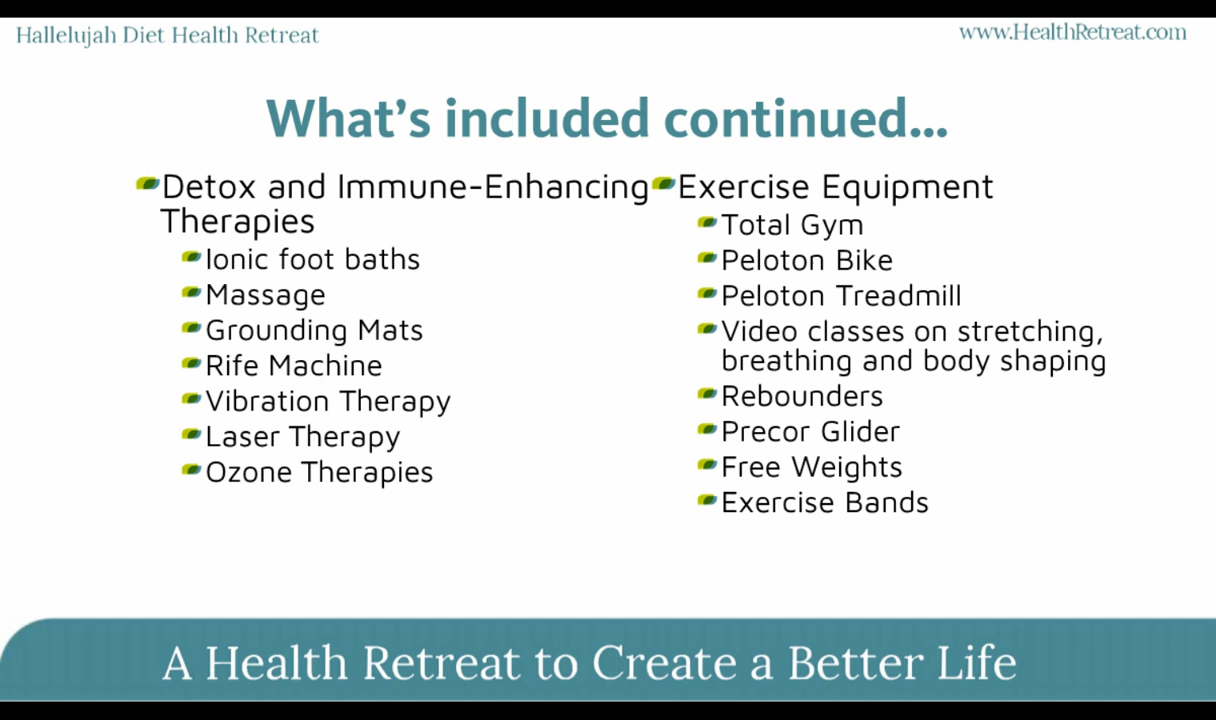 Hallelujah Diet Health Retreat
www.HealthRetreat.com
What's included continued...
Detox and Immune-Enhancing
Therapies
Ionic foot baths
Massage
Grounding Mats
Rife Machine
Vibration Therapy
Laser Therapy
Ozone Therapies
Exercise Equipment
Total Gym
Peloton Bike
Peloton Treadmill
Video classes on stretching,
breathing and body shaping
Rebounders
Precor Glider
Free Weights
Exercise Bands
A Health Retreat to Create a Better Life